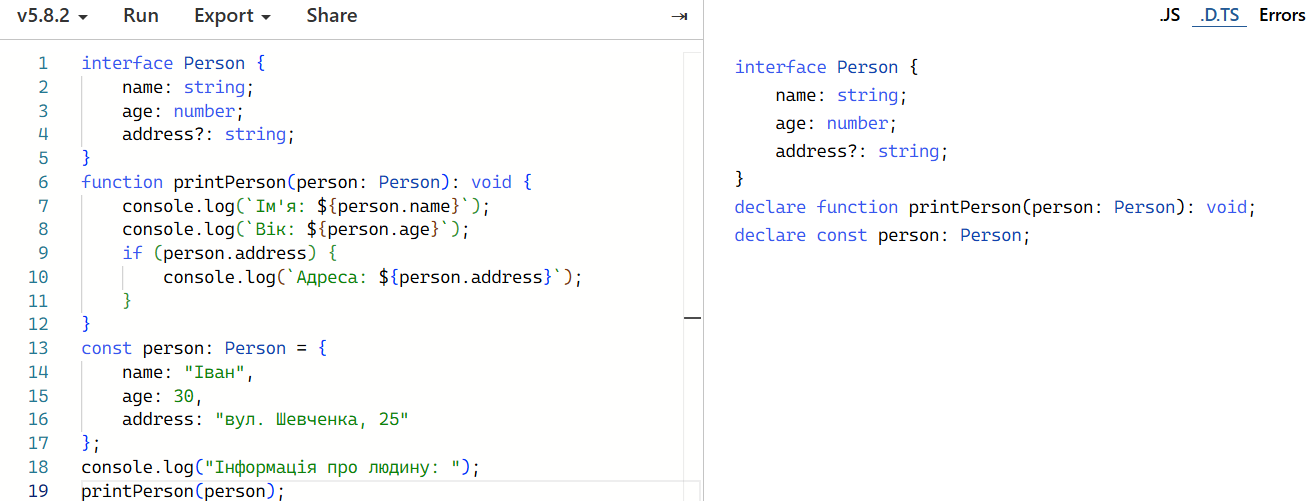 v5.8.2 Run Export Share
.JS .D.TS Errors
1 interface Person {
2     name: string;
3     age: number;
4     address?: string;
5 }
6 function printPerson(person: Person): void {
7     console.log(`Ім'я: ${person.name}`);
8     console.log(`Вік: ${person.age}`);
9     if (person.address) {
10         console.log(`Адреса: ${person.address}`);
11     }
12 }
13 const person: Person = {
14     name: "Іван",
15     age: 30,
16     address: "вул. Шевченка, 25"
17 };
18 console.log("Інформація про людину: ");
19 printPerson(person);
interface Person {
    name: string;
    age: number;
    address?: string;
}
declare function printPerson(person: Person): void;
declare const person: Person;